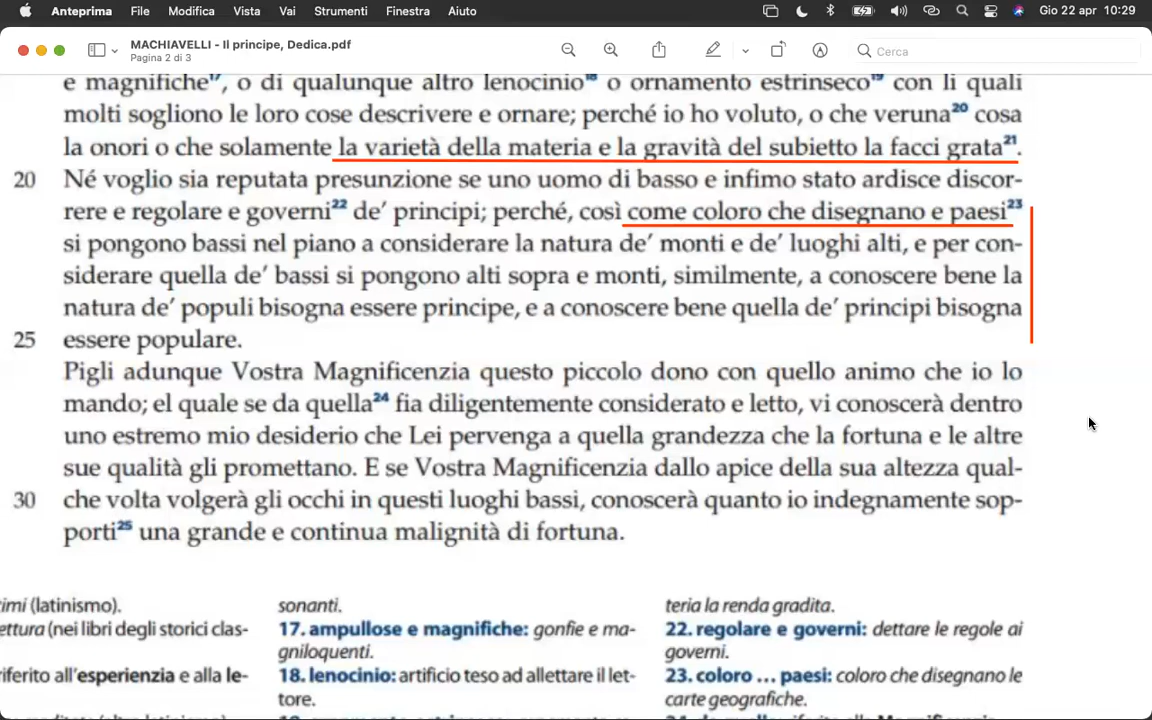 Anteprima File Modifica Vista Vai Strumenti Finestra Aiuto Gio 22 apr 10:29
MACHIAVELLI - Il principe, Dedica.pdf
Pagina 2 di 3
Cerca
e magnifiche17, o di qualunque altro lenocinio18 o ornamento estrinseco19 con li quali
molti sogliono le loro cose descrivere e ornare; perché io ho voluto, o che veruna20 cosa
la onori o che solamente la varietà della materia e la gravità del subietto la facci grata21.
20 Né voglio sia reputata presunzione se uno uomo di basso e infimo stato ardisce discor-
rere e regolare e governi22 de’ principi; perché, così come coloro che disegnano e paesi23
si pongono bassi nel piano a considerare la natura de’ monti e de’ luoghi alti, e per con-
siderare quella de’ bassi si pongono alti sopra e monti, similmente, a conoscere bene la
natura de’ populi bisogna essere principe, e a conoscere bene quella de’ principi bisogna
25 essere populare.
Pigli adunque Vostra Magnificenzia questo piccolo dono con quello animo che io lo
mando; el quale se da quella24 fia diligentemente considerato e letto, vi conoscerà dentro
uno estremo mio desiderio che Lei pervenga a quella grandezza che la fortuna e le altre
sue qualità gli promettano. E se Vostra Magnificenzia dallo apice della sua altezza qual-
30 che volta volgerà gli occhi in questi luoghi bassi, conoscerà quanto io indegnamente sop-
porti25 una grande e continua malignità di fortuna.
timi (latinismo).
ettura (nei libri degli storici clas-
riferito all'esperienzia e alla le-
sonanti.
17. ampullose e magnifiche: gonfie e ma-
gniloquenti.
18. lenocinio: artificio teso ad allettare il let-
tore.
teria la renda gradita.
22. regolare e governi: dettare le regole ai
governi.
23. coloro ... paesi: coloro che disegnano le
carte geografiche.